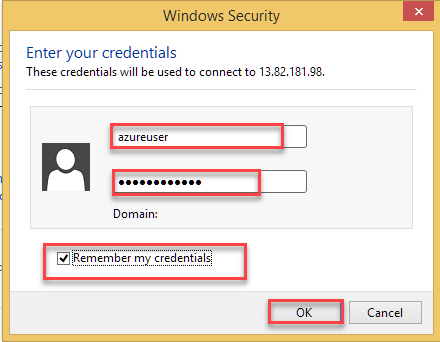 Windows Security
Enter your credentials
These credentials will be used to connect to 13.82.181.98.
azureuser
●●●●●●●●●●●●
Domain:
Remember my credentials
OK
Cancel